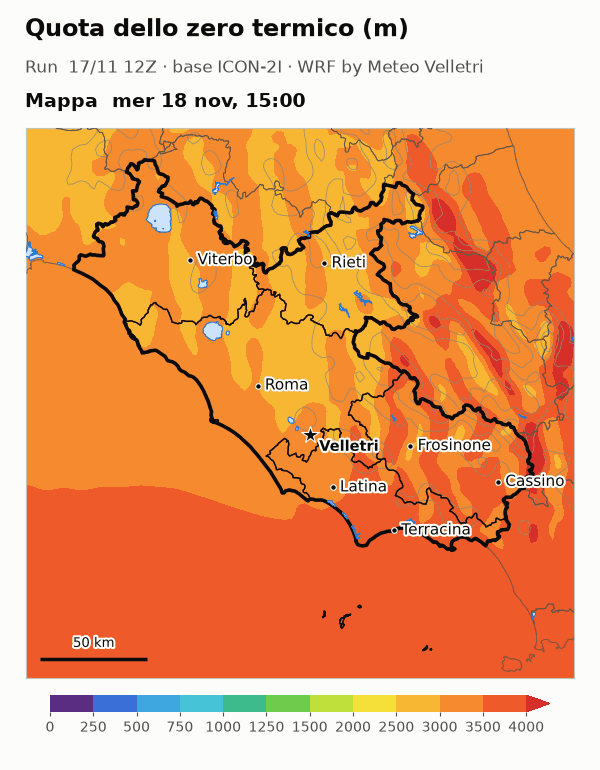 Quota dello zero termico (m)
Run 17/11 12Z · base ICON-2I · WRF by Meteo Velletri
Mappa mer 18 nov, 15:00
Viterbo
Rieti
Roma
Velletri
Frosinone
Latina
Cassino
Terracina
50 km
0 250 500 750 1000 1250 1500 2000 2500 3000 3500 4000